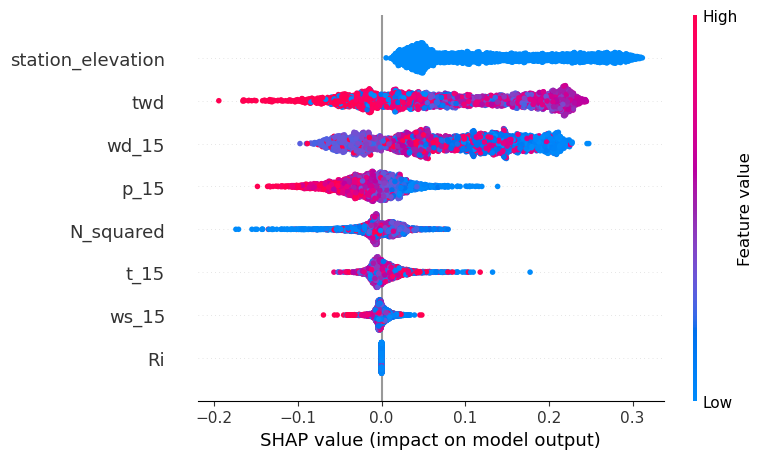 High
station_elevation
twd
wd_15
p_15
N_squared
t_15
ws_15
Ri
Low
−0.2 −0.1 0.0 0.1 0.2 0.3
SHAP value (impact on model output)
Feature value